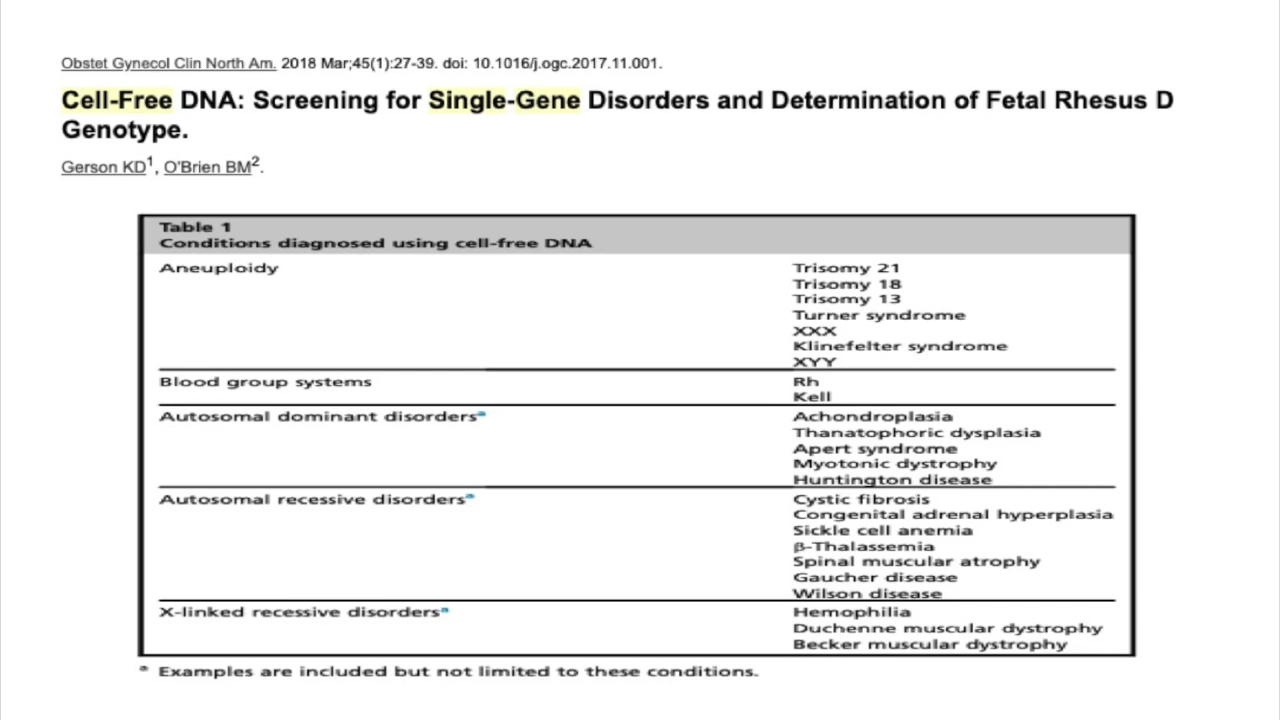 Obstet Gynecol Clin North Am. 2018 Mar;45(1):27-39. doi: 10.1016/j.ogc.2017.11.001.
Cell-Free DNA: Screening for Single-Gene Disorders and Determination of Fetal Rhesus D
Genotype.
Gerson KD1, O'Brien BM2.
Table 1
Conditions diagnosed using cell-free DNA
Aneuploidy Trisomy 21
Trisomy 18
Trisomy 13
Turner syndrome
XXX
Klinefelter syndrome
XYY
Blood group systems Rh
Kell
Autosomal dominant disordersa Achondroplasia
Thanatophoric dysplasia
Apert syndrome
Myotonic dystrophy
Huntington disease
Autosomal recessive disordersa Cystic fibrosis
Congenital adrenal hyperplasia
Sickle cell anemia
β-Thalassemia
Spinal muscular atrophy
Gaucher disease
Wilson disease
X-linked recessive disordersa Hemophilia
Duchenne muscular dystrophy
Becker muscular dystrophy
a Examples are included but not limited to these conditions.